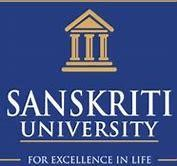 SANSKRITI
UNIVERSITY
FOR EXCELLENCE IN LIFE